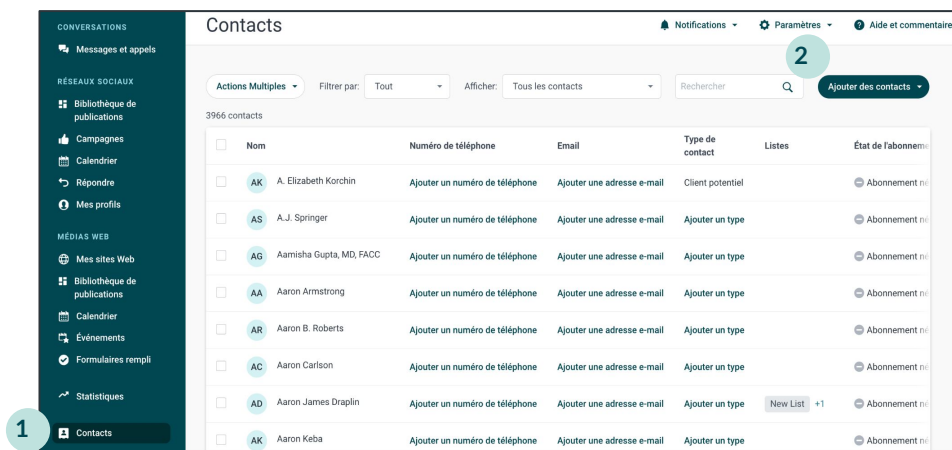 CONVERSATIONS
Messages et appels
RÉSEAUX SOCIAUX
Bibliothèque de
publications
Campagnes
Calendrier
Répondre
Mes profils
MÉDIAS WEB
Mes sites Web
Bibliothèque de
publications
Calendrier
Événements
Formulaires rempli
Statistiques
1
Contacts
Contacts
Notifications
Paramètres
Aide et commentaire
2
Actions Multiples
Filtrer par: Tout
Afficher: Tous les contacts
Rechercher
Ajouter des contacts
3966 contacts
Nom Numéro de téléphone Email Type de contact Listes État de l'abonneme
AK A. Elizabeth Korchin Ajouter un numéro de téléphone Ajouter une adresse e-mail Client potentiel Abonnement né
AS A.J. Springer Ajouter un numéro de téléphone Ajouter une adresse e-mail Ajouter un type Abonnement né
AG Aamisha Gupta, MD, FACC Ajouter un numéro de téléphone Ajouter une adresse e-mail Ajouter un type Abonnement né
AA Aaron Armstrong Ajouter un numéro de téléphone Ajouter une adresse e-mail Ajouter un type Abonnement né
AR Aaron B. Roberts Ajouter un numéro de téléphone Ajouter une adresse e-mail Ajouter un type Abonnement né
AC Aaron Carlson Ajouter un numéro de téléphone Ajouter une adresse e-mail Ajouter un type Abonnement né
AD Aaron James Draplin Ajouter un numéro de téléphone Ajouter une adresse e-mail Ajouter un type New List +1 Abonnement né
AK Aaron Keba Ajouter un numéro de téléphone Ajouter une adresse e-mail Ajouter un type Abonnement né